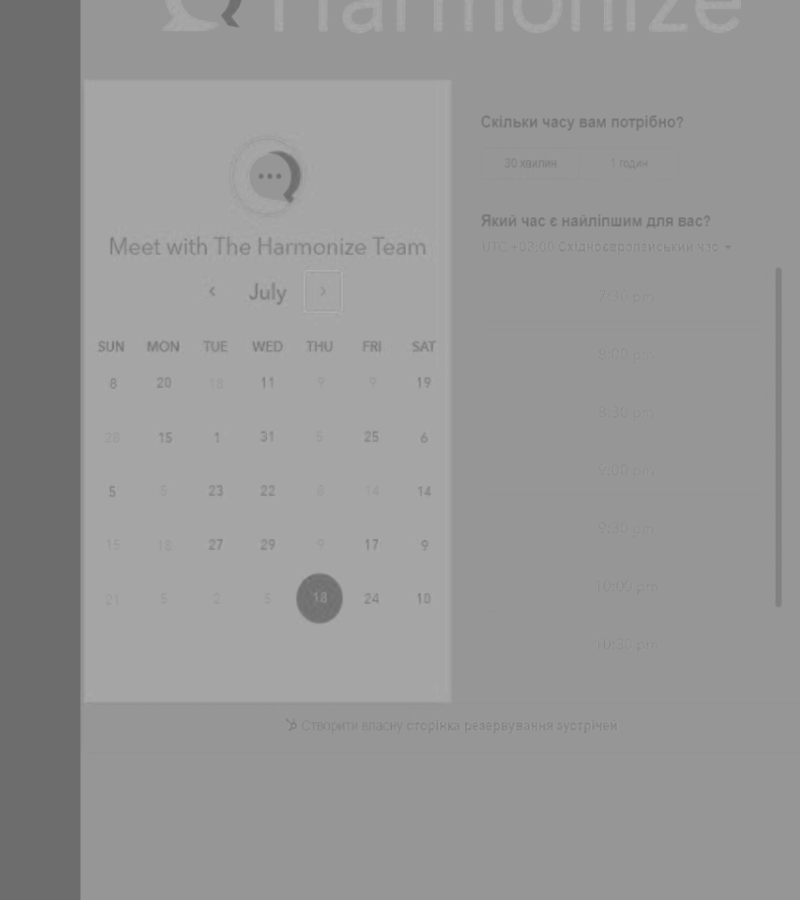 Harmonize
Meet with The Harmonize Team
July
SUN MON TUE WED THU FRI SAT
8 20 18 11 9 9 19
28 15 1 31 5 25 6
5 5 23 22 8 14 14
15 18 27 29 9 17 9
21 5 2 5 18 24 10
Скільки часу вам потрібно?
30 хвилин 1 годин
Який час є найліпшим для вас?
UTC +03:00 Східноєвропейський час
7:30 pm
8:00 pm
8:30 pm
9:00 pm
9:30 pm
10:00 pm
10:30 pm
Створити власну сторінка резервування зустрічей